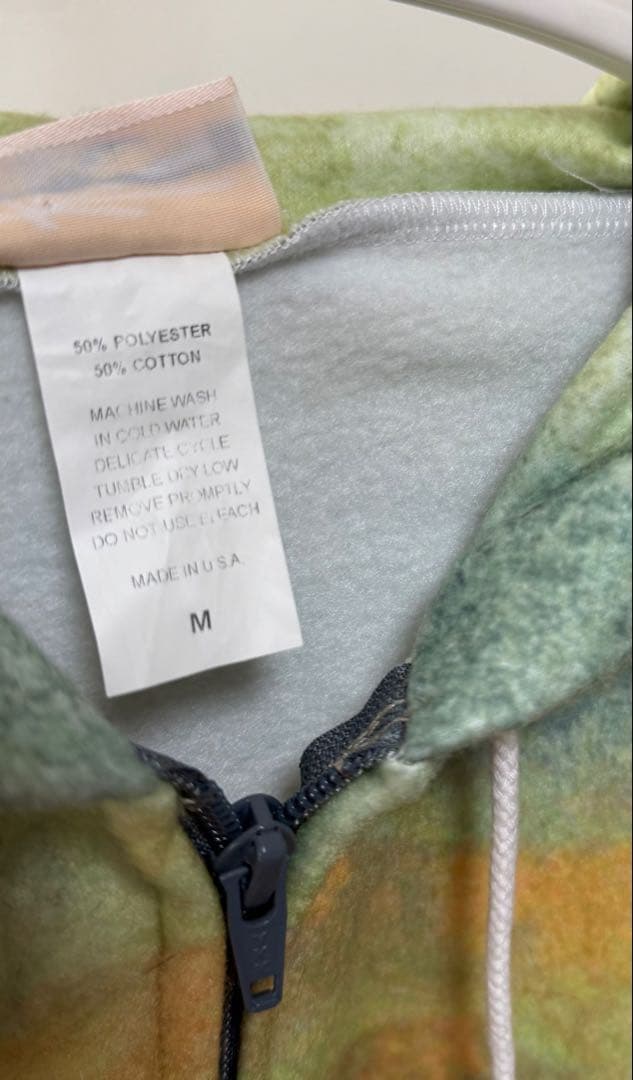 50% POLYESTER
50% COTTON
MACHINE WASH
IN COLD WATER
DELICATE CYCLE
TUMBLE DRY LOW
REMOVE PROMPTLY
DO NOT USE BLEACH
MADE IN U S A
M